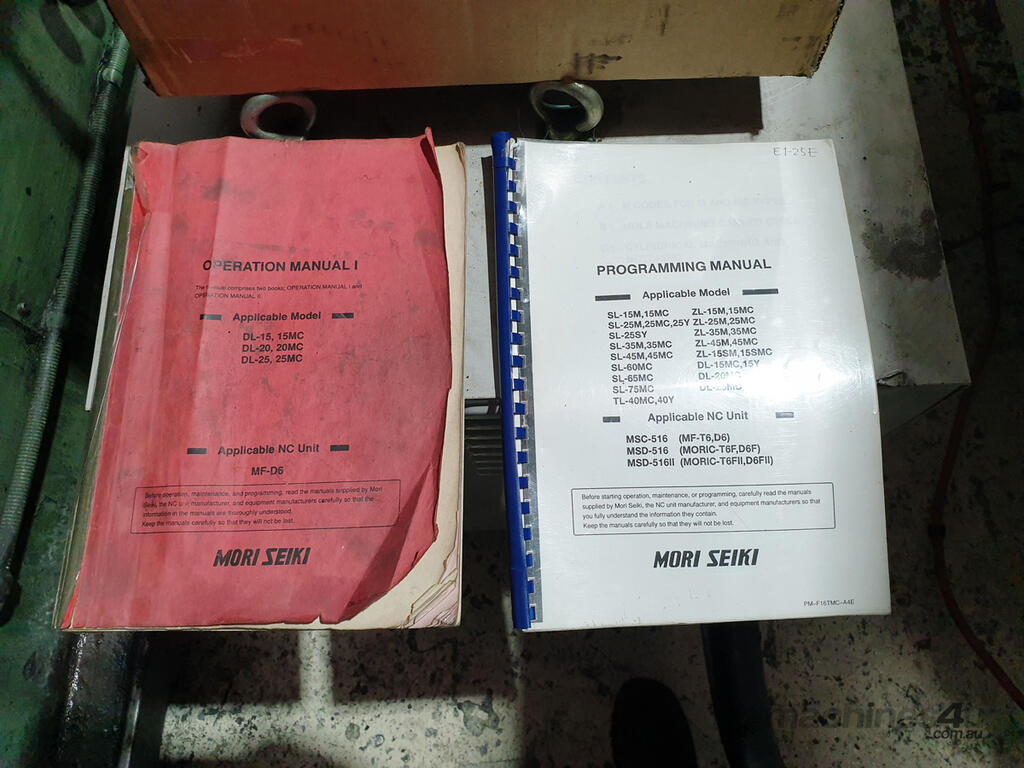 OPERATION MANUAL I
The manual comprises two books; OPERATION MANUAL I and
OPERATION MANUAL II.
Applicable Model
DL-15, 15MC
DL-20, 20MC
DL-25, 25MC
Applicable NC Unit
MF-D6
Before operation, maintenance, and programming, read the manuals supplied by Mori
Seiki, the NC unit manufacturer, and equipment manufacturers carefully so that the
information in the manuals are thoroughly understood.
Keep the manuals carefully so that they will not be lost.
MORI SEIKI
E1-25E
CONTENTS
PROGRAMMING MANUAL
Applicable Model
SL-15M,15MC ZL-15M,15MC
SL-25M,25MC,25Y ZL-25M,25MC
SL-25SY ZL-35M,35MC
SL-35M,35MC ZL-45M,45MC
SL-45M,45MC ZL-15SM,15SMC
SL-60MC DL-15MC,15Y
SL-65MC DL-20MC
SL-75MC DL-25MC
TL-40MC,40Y
Applicable NC Unit
MSC-516 (MF-T6,D6)
MSD-516 (MORIC-T6F,D6F)
MSD-516II (MORIC-T6FII,D6FII)
Before starting operation, maintenance, or programming, carefully read the manuals
supplied by Mori Seiki, the NC unit manufacturer, and equipment manufacturers so that
you fully understand the information they contain.
Keep the manuals carefully so that they will not be lost.
MORI SEIKI
PM-F16TMC-A4E
machines4u
.com.au